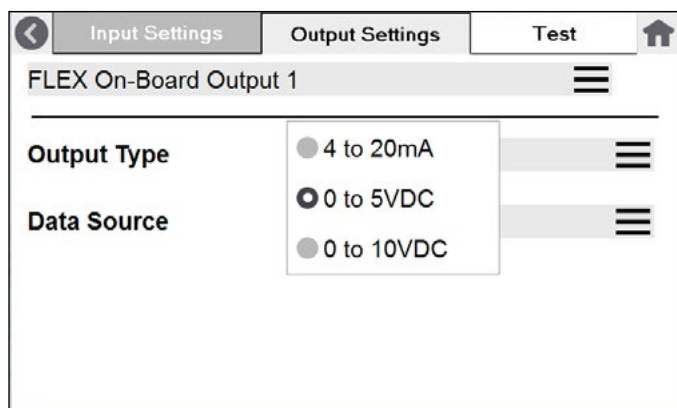 Input Settings
Output Settings
Test
FLEX On-Board Output 1
Output Type
4 to 20mA
0 to 5VDC
Data Source
0 to 10VDC